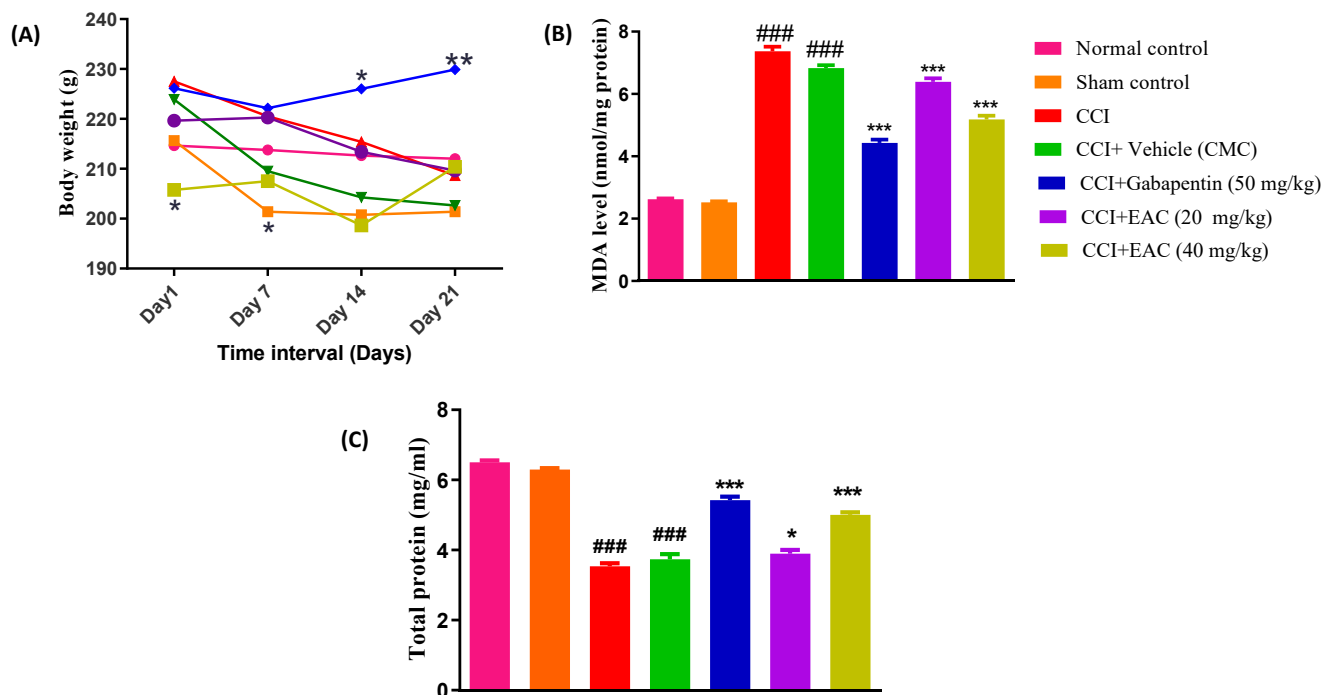 (A)
Body weight (g)
230
220
210
200
190
*
*
*
**
Day1
Day 7
Day 14
Day 21
Time interval (Days)
(B)
MDA level (nmol/mg protein)
8
6
4
2
0
###
###
***
***
***
Normal control
Sham control
CCI
CCI+ Vehicle (CMC)
CCI+Gabapentin (50 mg/kg)
CCI+EAC (20 mg/kg)
CCI+EAC (40 mg/kg)
(C)
Total protein (mg/ml)
8
6
4
2
0
###
###
***
*
***